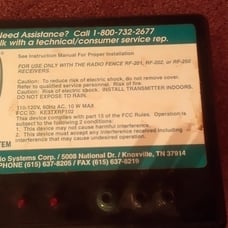 Need Assistance? Call 1-800-732-2677
talk with a technical/consumer service rep.
See Instruction Manual For Proper Installation
FOR USE ONLY WITH THE RADIO FENCE RF-201, RF-202, or RF-203
RECEIVERS.
Caution: To reduce risk of electric shock, do not remove cover.
Refer to qualified service personnel. Risk of fire.
Caution: Risk of electric shock. INSTALL TRANSMITTER INDOORS.
DO NOT EXPOSE TO RAIN.
110-120V, 60Hz AC, 10 W MAX
FCC ID:
This device complies with part 15 of the FCC Rules. Operation is
subject to the following 2 conditions.
1. This device may not cause harmful interference.
2. This device must accept any interference, including
interference that cause undesired operation.
TEM
io Systems Corp. / 5008 National Dr. / Knoxville, TN 37914
PHONE (615) 637-8205 / FAX (615) 637-8219